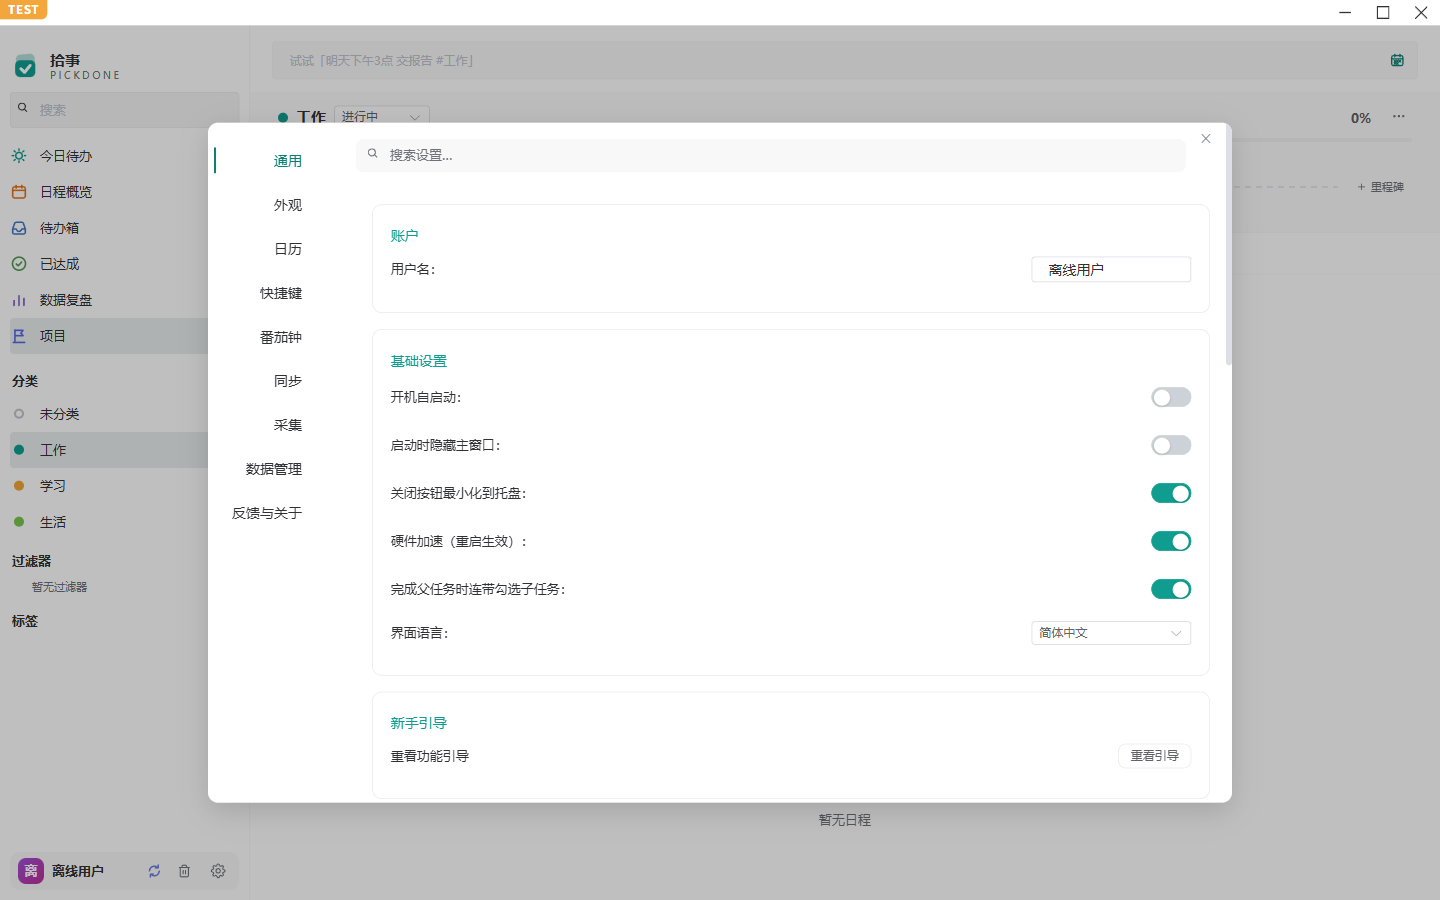 TEST
拾事
PICKDONE
搜索
今日待办
日程概览
待办箱
已达成
数据复盘
项目
分类
未分类
工作
学习
生活
过滤器
暂无过滤器
标签
离 离线用户
试试「明天下午3点 交报告 #工作」
工作 进行中
0% ...
+ 里程碑
暂无日程
通用
外观
日历
快捷键
番茄钟
同步
采集
数据管理
反馈与关于
搜索设置...
账户
用户名: 离线用户
基础设置
开机自启动:
启动时隐藏主窗口:
关闭按钮最小化到托盘:
硬件加速（重启生效）:
完成父任务时连带勾选子任务:
界面语言: 简体中文
新手引导
重看功能引导 重看引导